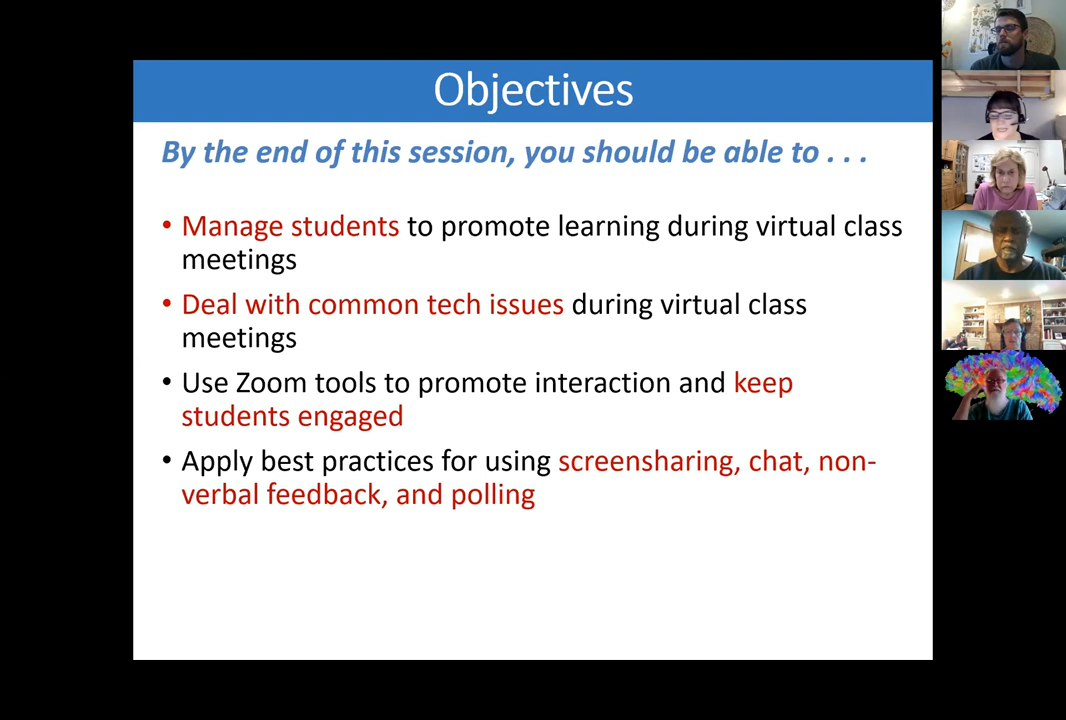 Objectives
By the end of this session, you should be able to . . .
• Manage students to promote learning during virtual class
meetings
• Deal with common tech issues during virtual class
meetings
• Use Zoom tools to promote interaction and keep
students engaged
• Apply best practices for using screensharing, chat, non-
verbal feedback, and polling